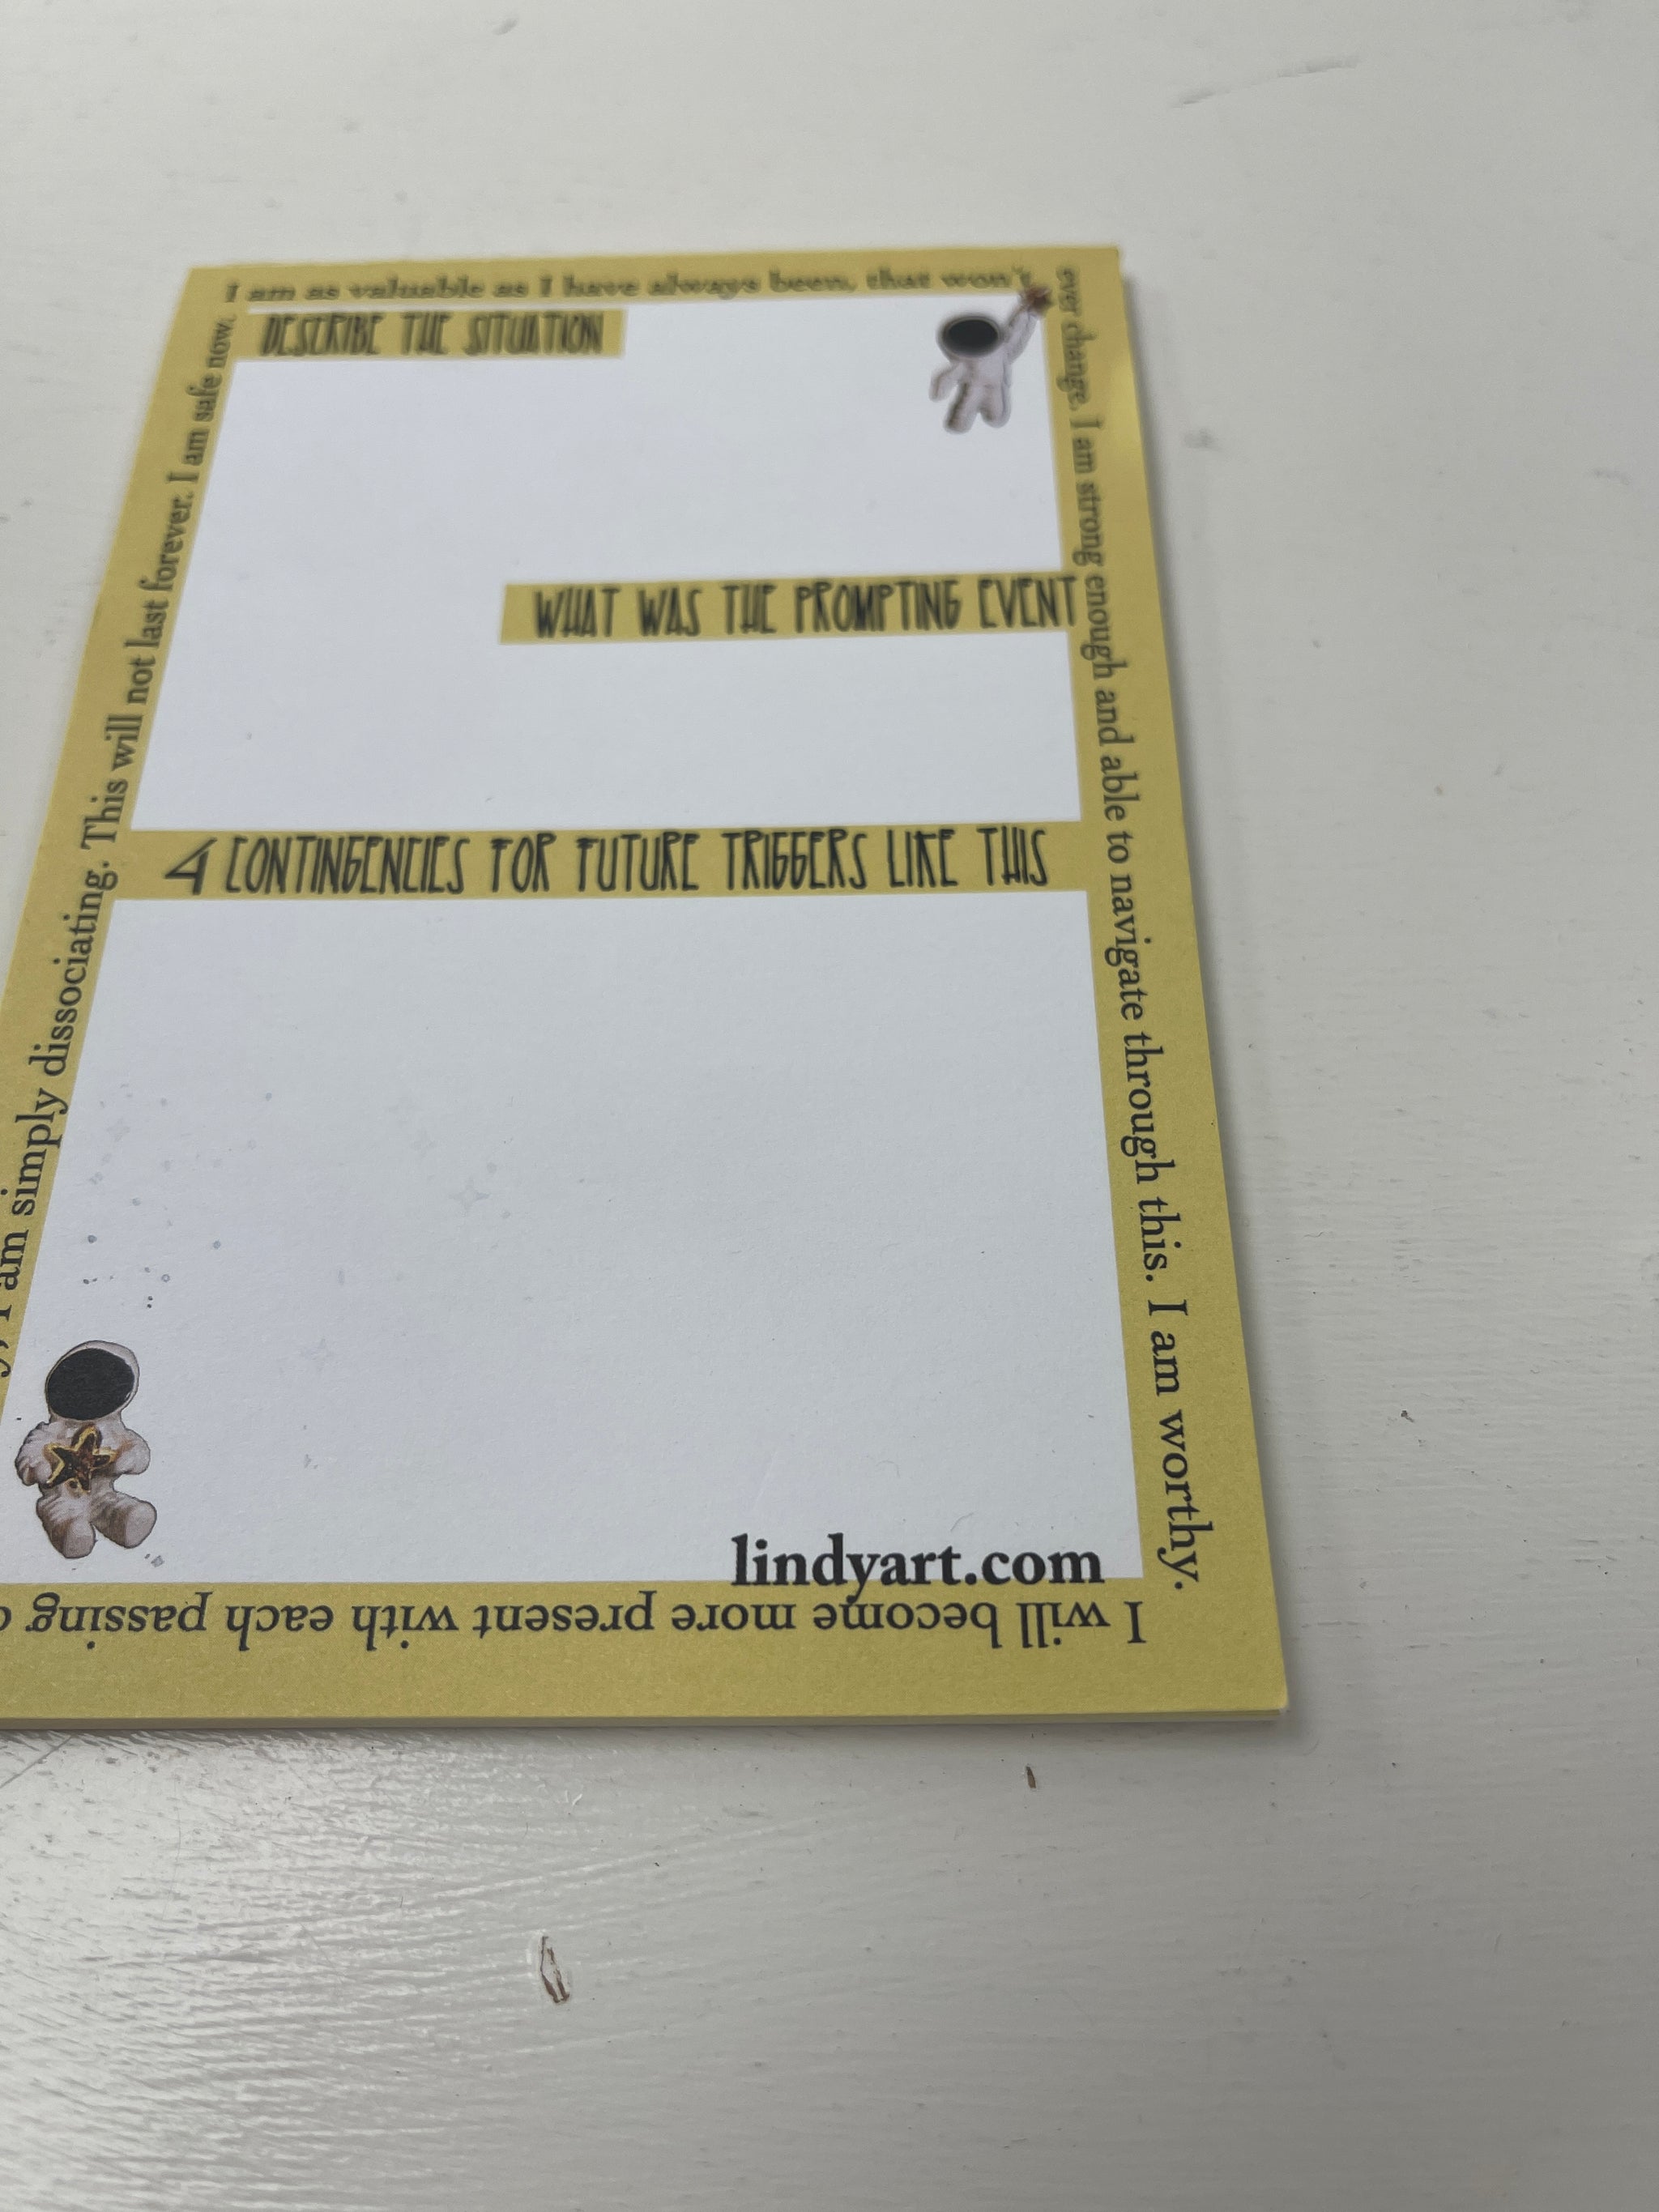 I am as valuable as I have always been, that won't
ever change. I am strong enough and able to navigate through this. I am worthy.
I will become more present with each passing
I am simply dissociating. This will not last forever. I am safe now.
DESCRIBE THE SITUATION
WHAT WAS THE PROMPTING EVENT
4 CONTINGENCIES FOR FUTURE TRIGGERS LIKE THIS
lindyart.com